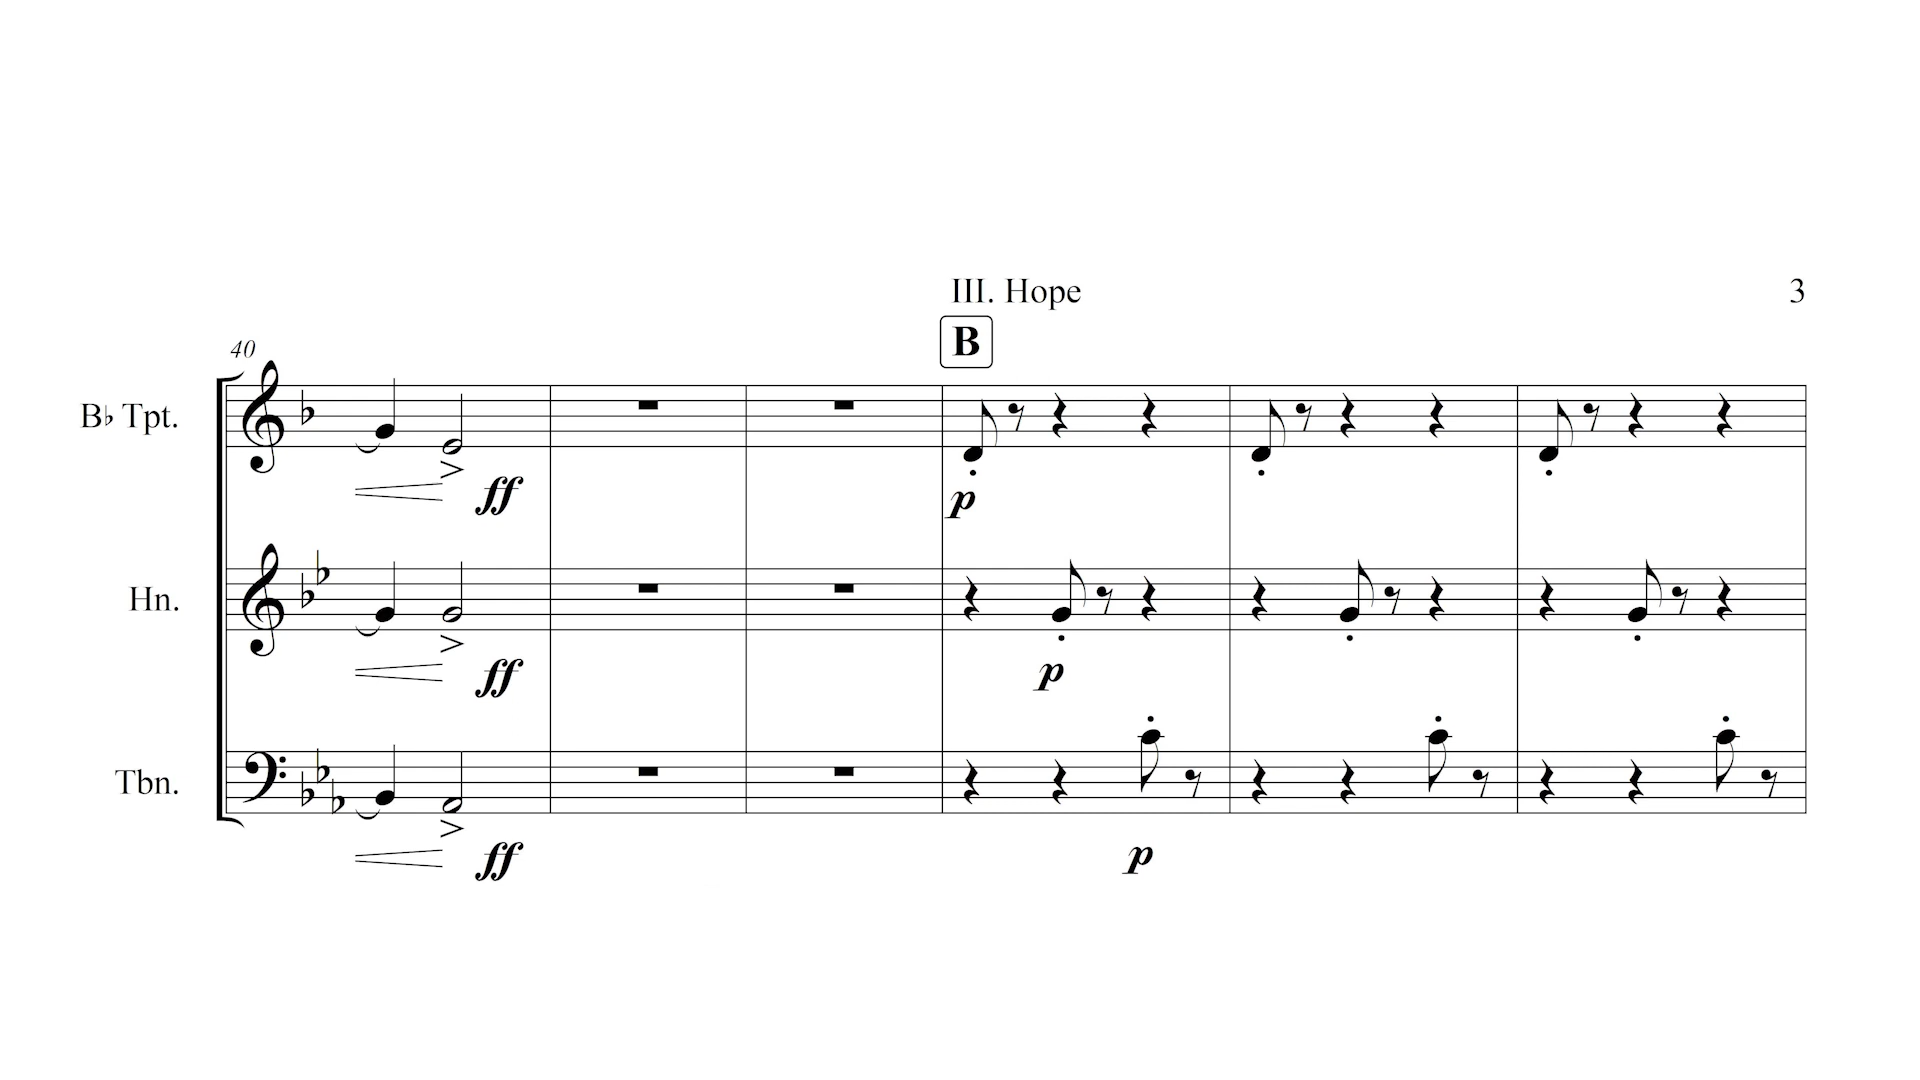 III. Hope 3
B
40
B♭ Tpt.
ff
p
Hn.
ff
p
Tbn.
ff
p